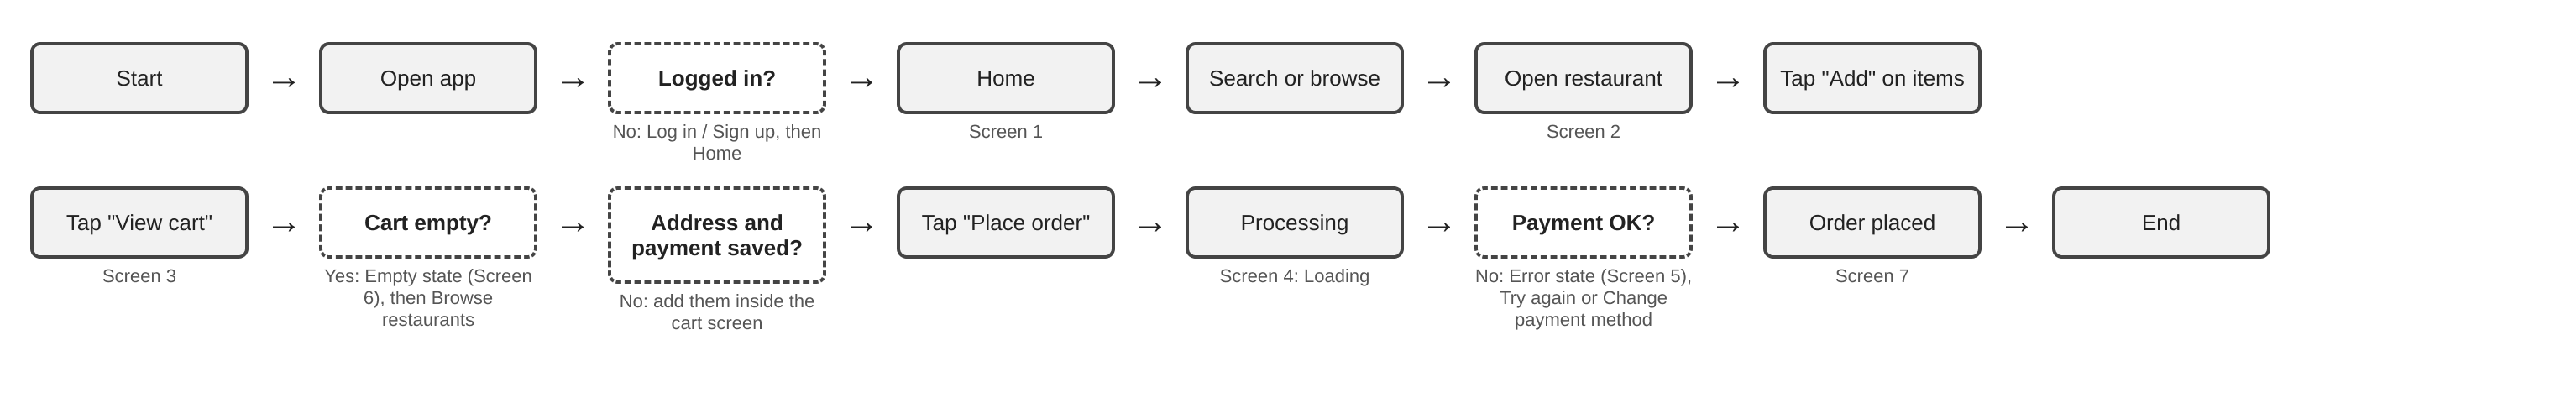 Start → Open app → Logged in? → Home → Search or browse → Open restaurant → Tap "Add" on items
No: Log in / Sign up, then
Home
Screen 1
Screen 2
Tap "View cart" → Cart empty? → Address and
payment saved? → Tap "Place order" → Processing → Payment OK? → Order placed → End
Screen 3
Yes: Empty state (Screen
6), then Browse
restaurants
No: add them inside the
cart screen
Screen 4: Loading
No: Error state (Screen 5),
Try again or Change
payment method
Screen 7